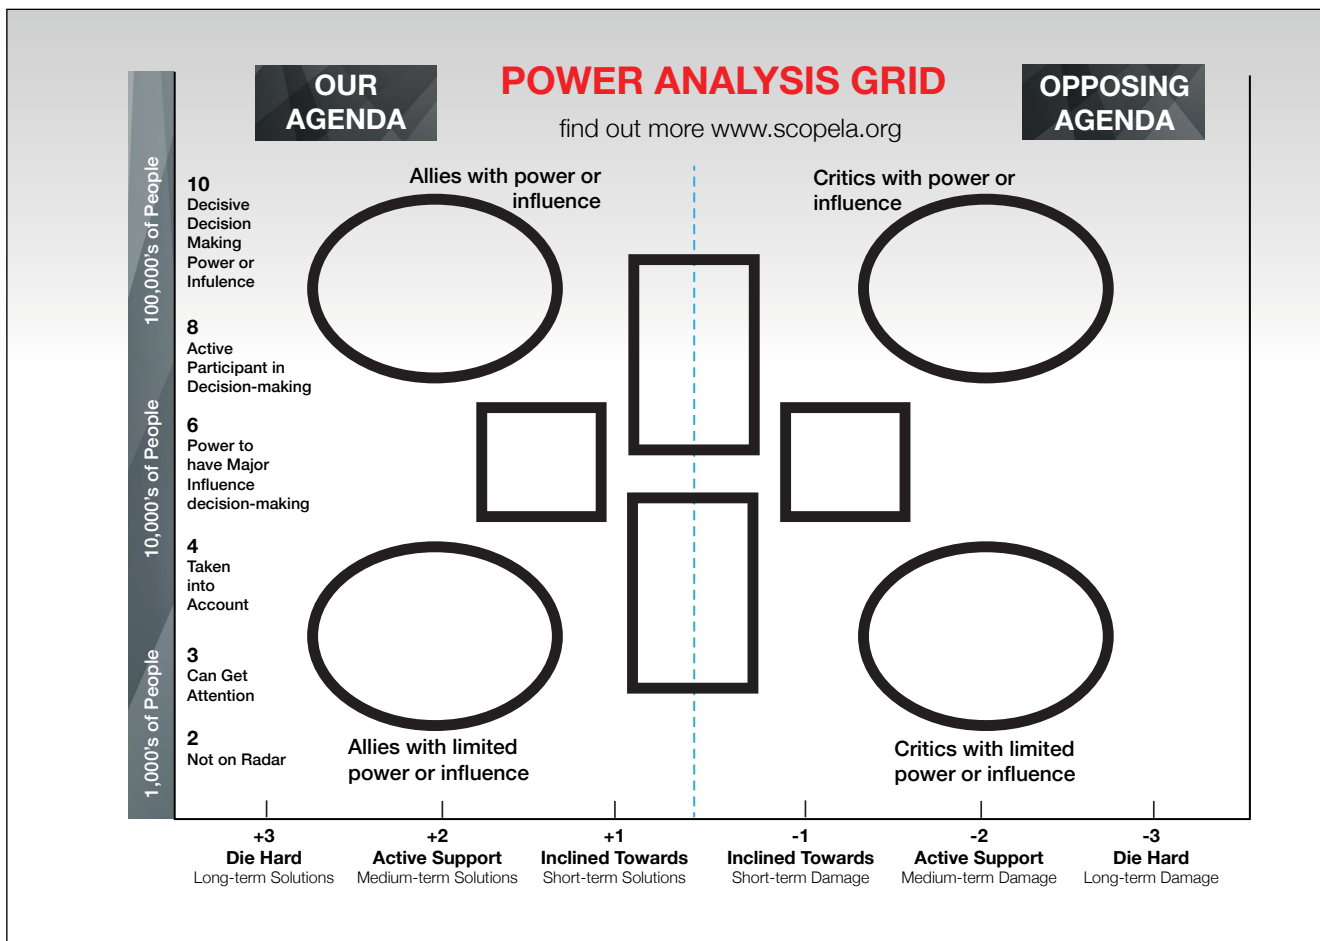 OUR
AGENDA
POWER ANALYSIS GRID
find out more www.scopela.org
OPPOSING
AGENDA
100,000's of People
10,000's of People
1,000's of People
10
Decisive
Decision
Making
Power or
Infulence
8
Active
Participant in
Decision-making
6
Power to
have Major
Influence
decision-making
4
Taken
into
Account
3
Can Get
Attention
2
Not on Radar
Allies with power or
influence
Critics with power or
influence
Allies with limited
power or influence
Critics with limited
power or influence
+3
Die Hard
Long-term Solutions
+2
Active Support
Medium-term Solutions
+1
Inclined Towards
Short-term Solutions
-1
Inclined Towards
Short-term Damage
-2
Active Support
Medium-term Damage
-3
Die Hard
Long-term Damage